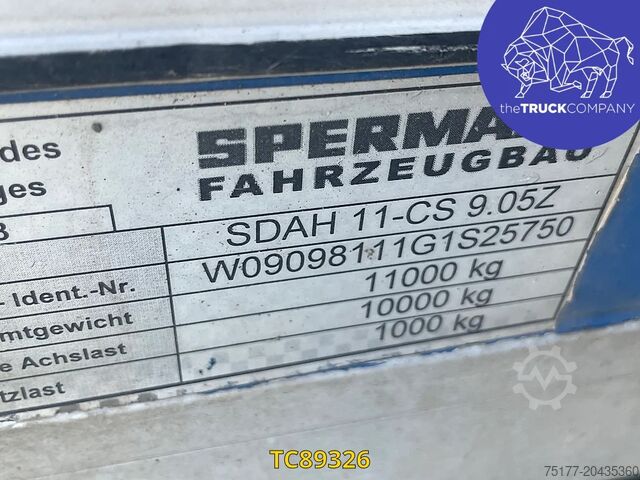 theTRUCKCOMPANY
des
SPERMA
ges
FAHRZEUGBAU
SDAH 11-CS 9.05Z
Ident.-Nr.
W09098111G1S25750
mtgewicht
11000 kg
e Achslast
10000 kg
tzlast
1000 kg
TC89326
75177-20435360